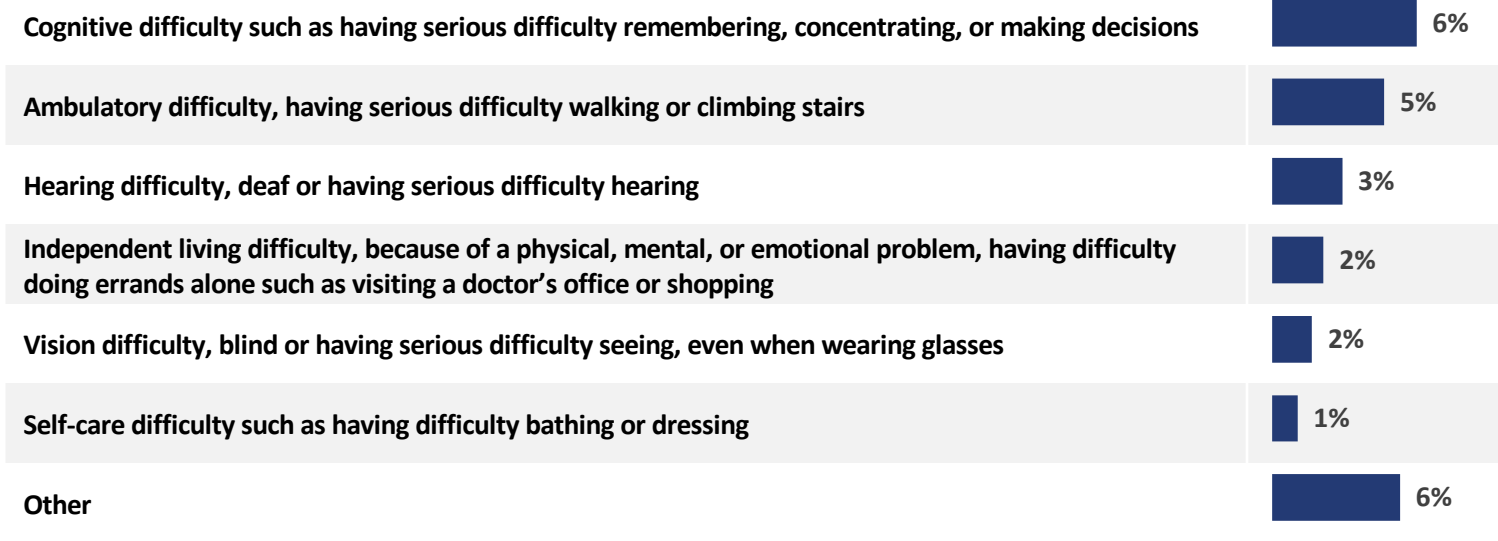 Cognitive difficulty such as having serious difficulty remembering, concentrating, or making decisions 6%
Ambulatory difficulty, having serious difficulty walking or climbing stairs 5%
Hearing difficulty, deaf or having serious difficulty hearing 3%
Independent living difficulty, because of a physical, mental, or emotional problem, having difficulty
doing errands alone such as visiting a doctor’s office or shopping 2%
Vision difficulty, blind or having serious difficulty seeing, even when wearing glasses 2%
Self-care difficulty such as having difficulty bathing or dressing 1%
Other 6%